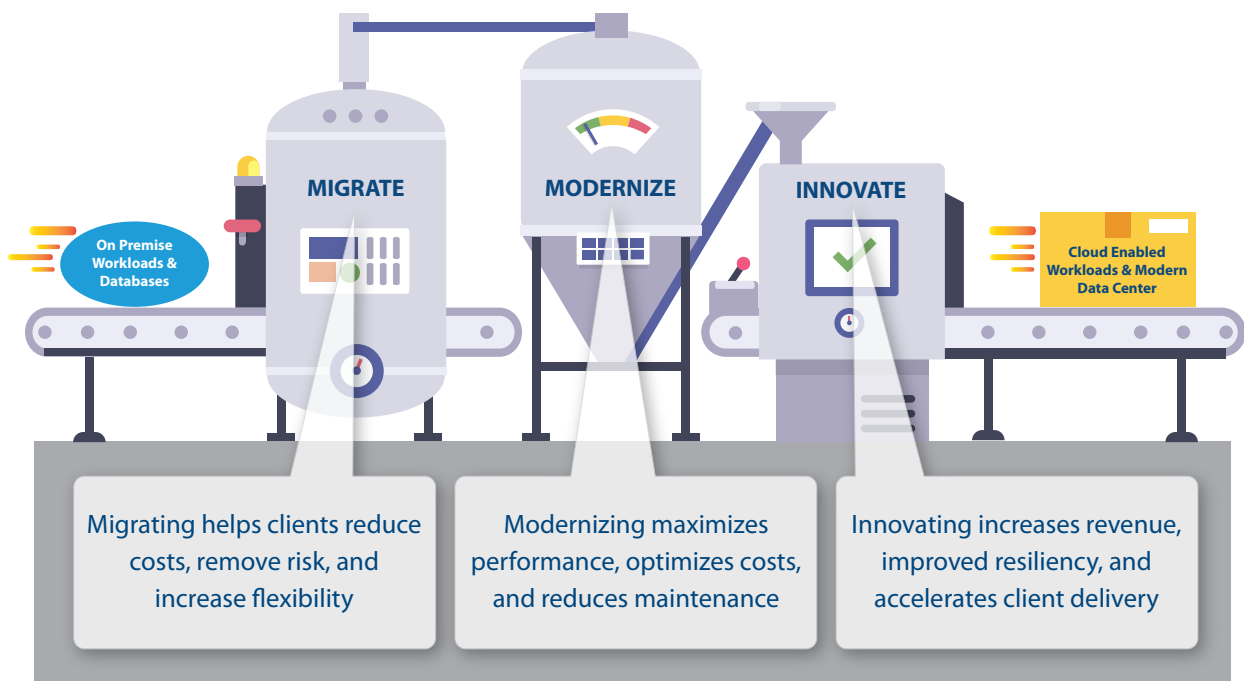 MIGRATE
MODERNIZE
INNOVATE
On Premise
Workloads &
Databases
Cloud Enabled
Workloads & Modern
Data Center
Migrating helps clients reduce
costs, remove risk, and
increase flexibility
Modernizing maximizes
performance, optimizes costs,
and reduces maintenance
Innovating increases revenue,
improved resiliency, and
accelerates client delivery